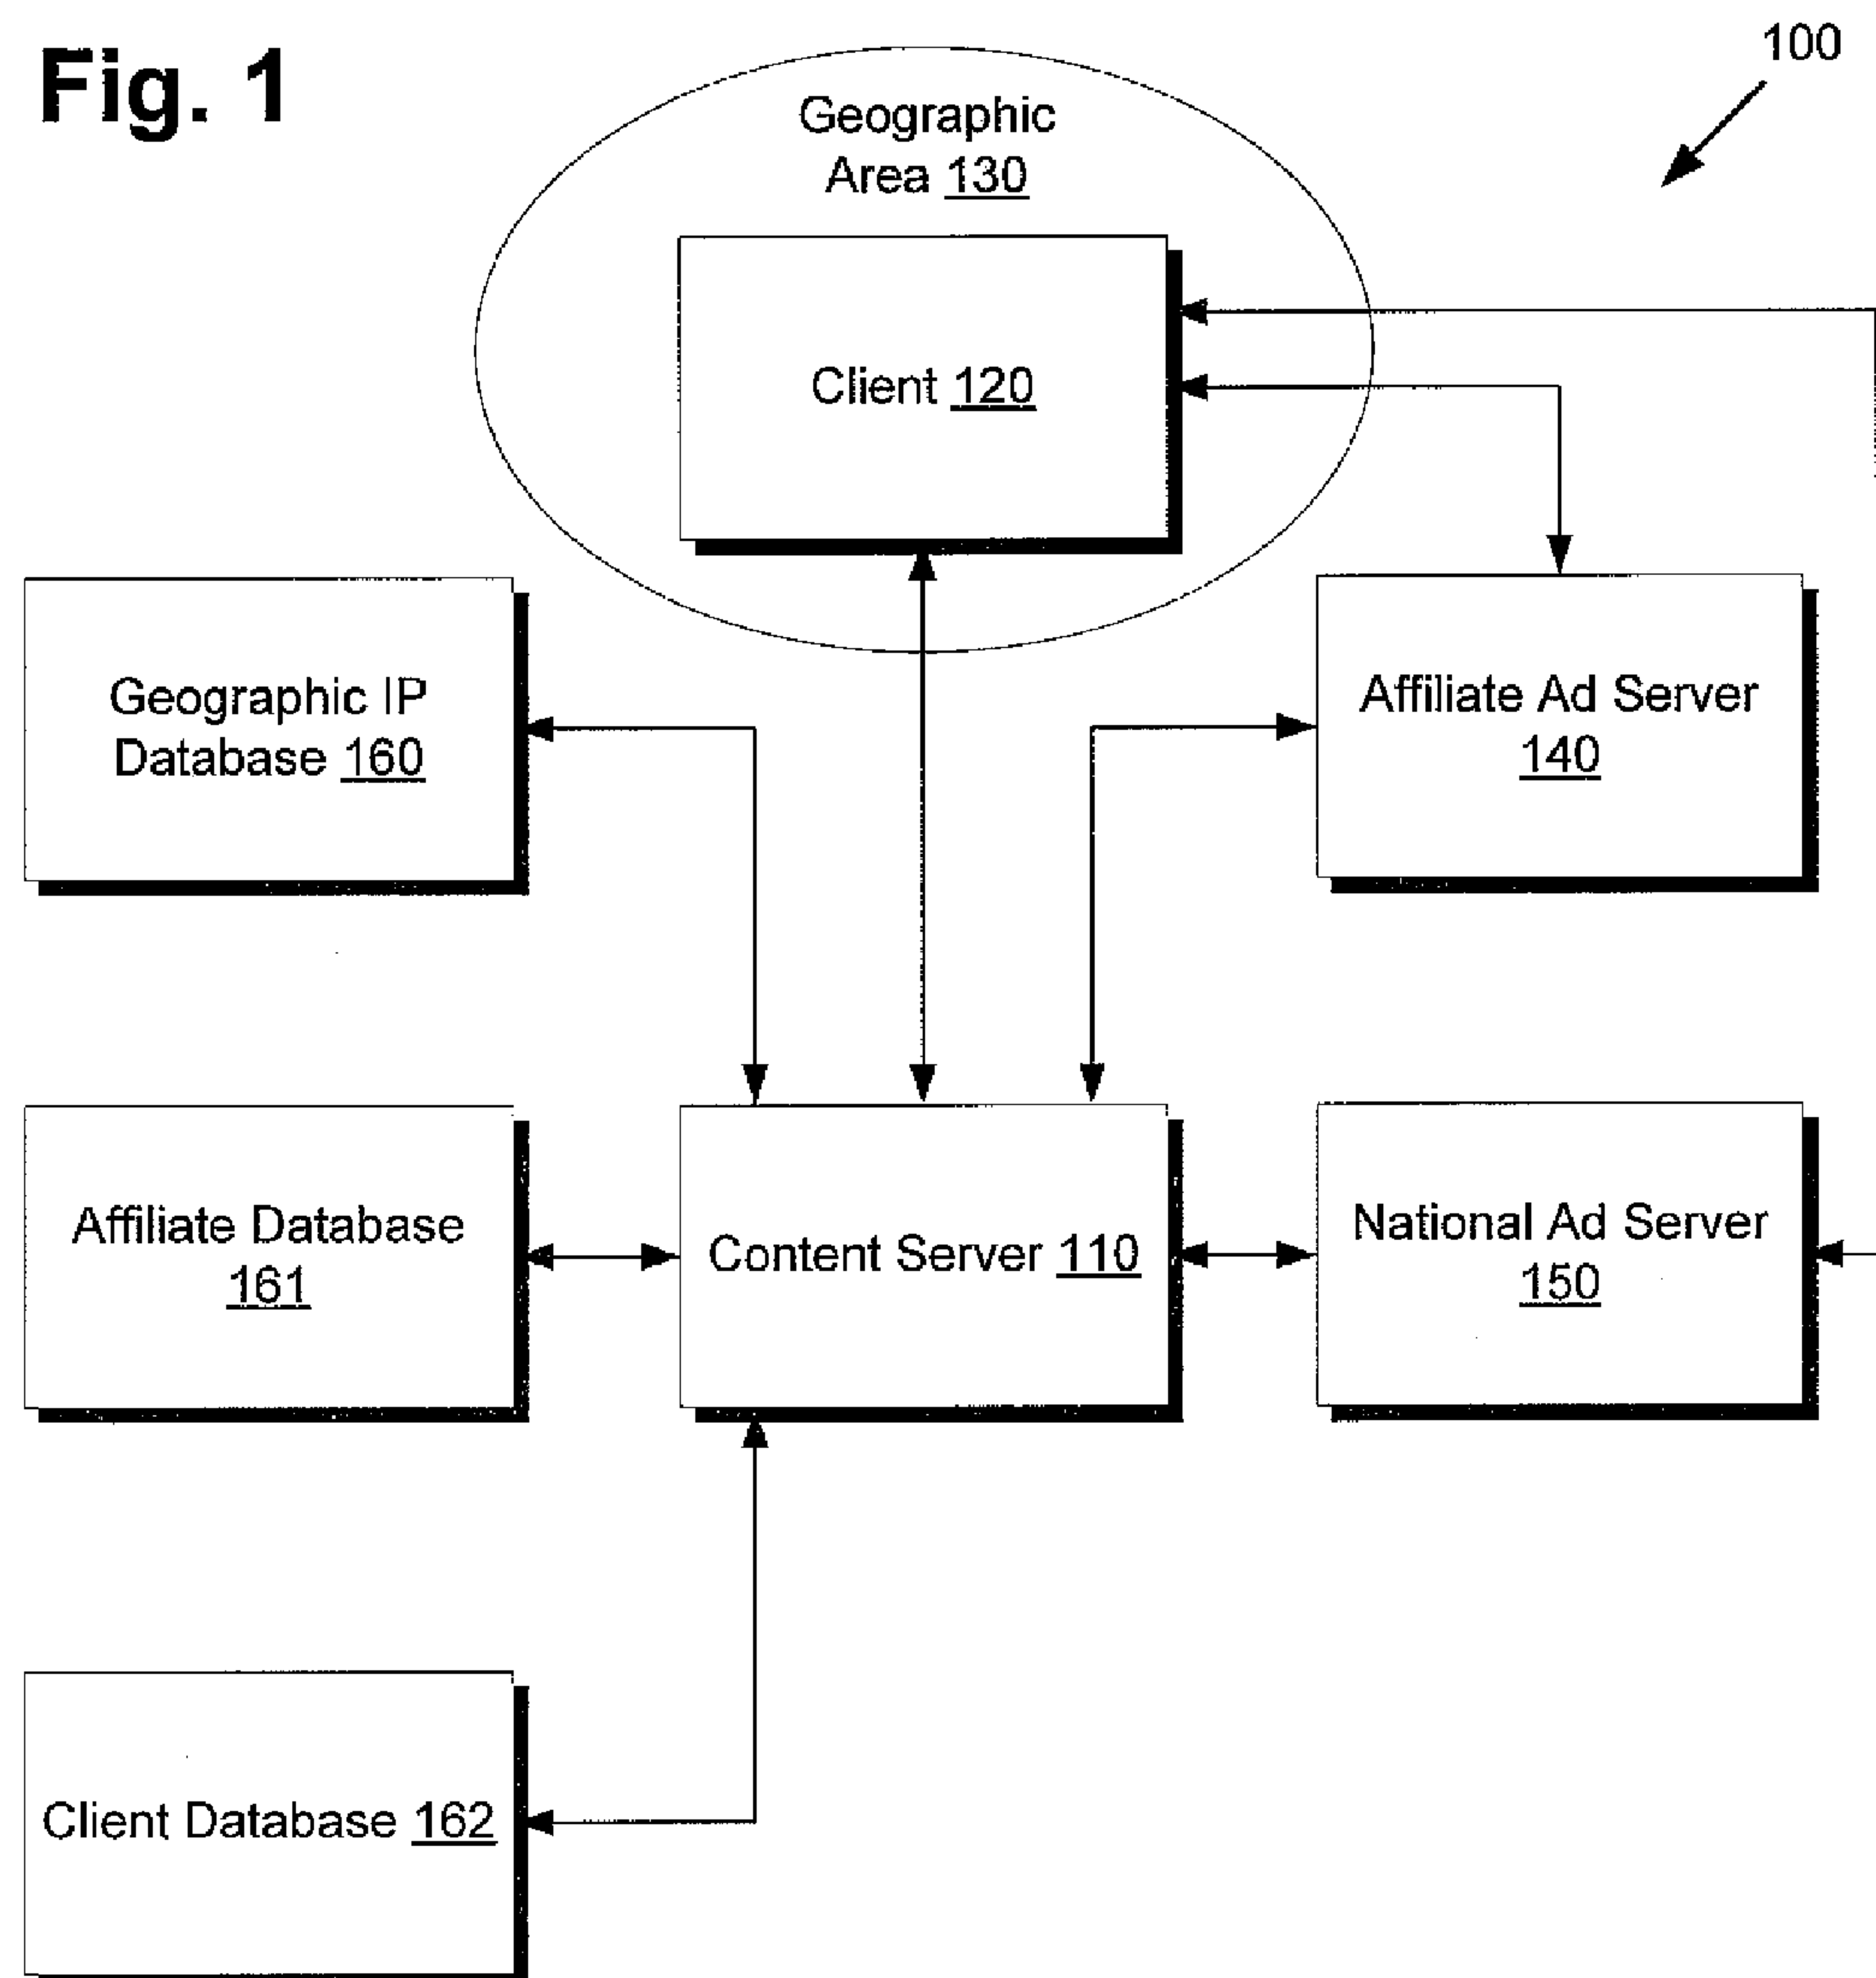 Fig. 1
100
Geographic
Area 130
Client 120
Geographic IP
Database 160
Affiliate Ad Server
140
Affiliate Database
161
Content Server 110
National Ad Server
150
Client Database 162